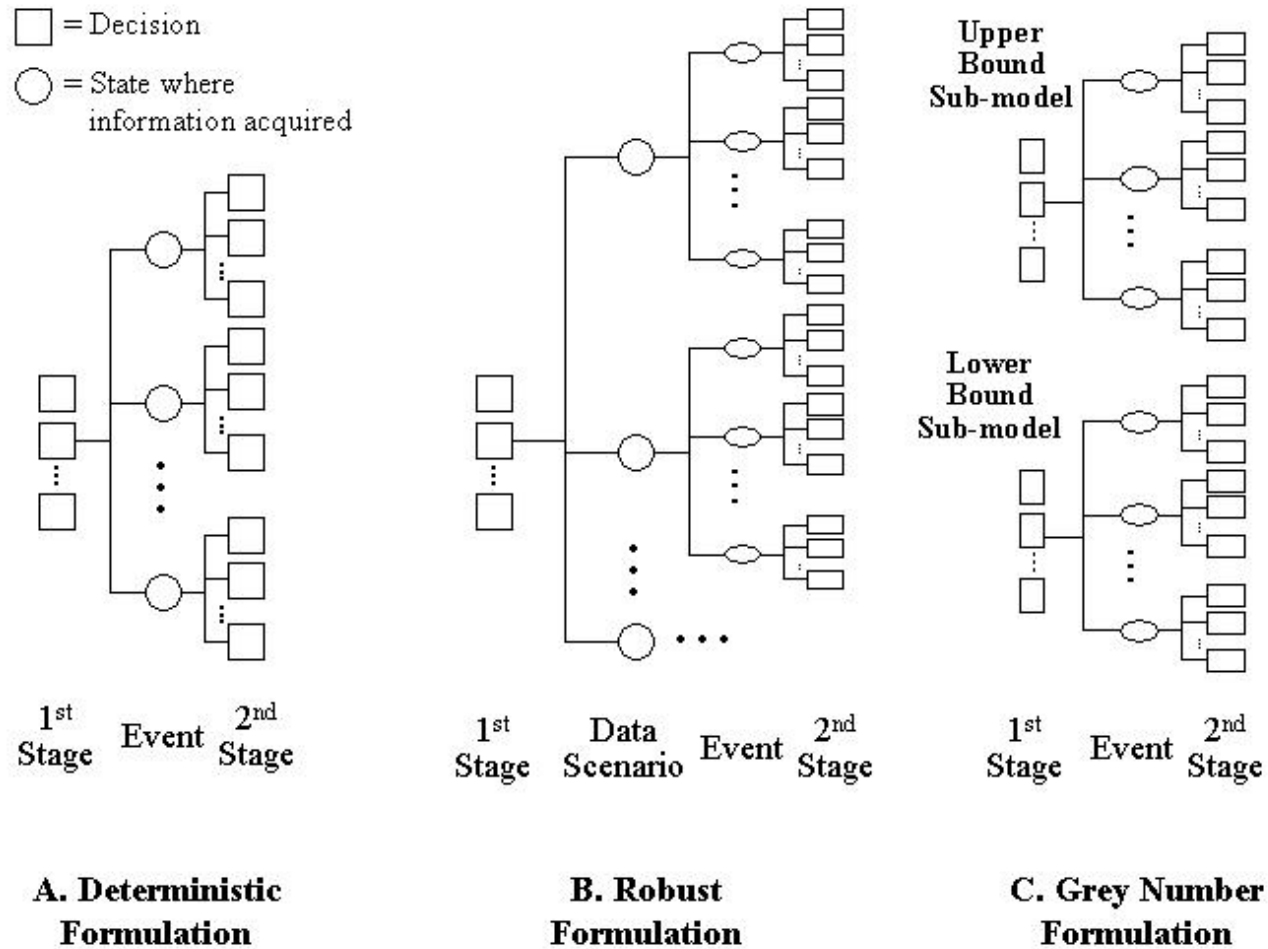 = Decision
= State where
information acquired
Upper
Bound
Sub-model
Lower
Bound
Sub-model
1st
Stage
Event
2nd
Stage
1st
Stage
Data
Scenario
Event
2nd
Stage
1st
Stage
Event
2nd
Stage
A. Deterministic
Formulation
B. Robust
Formulation
C. Grey Number
Formulation